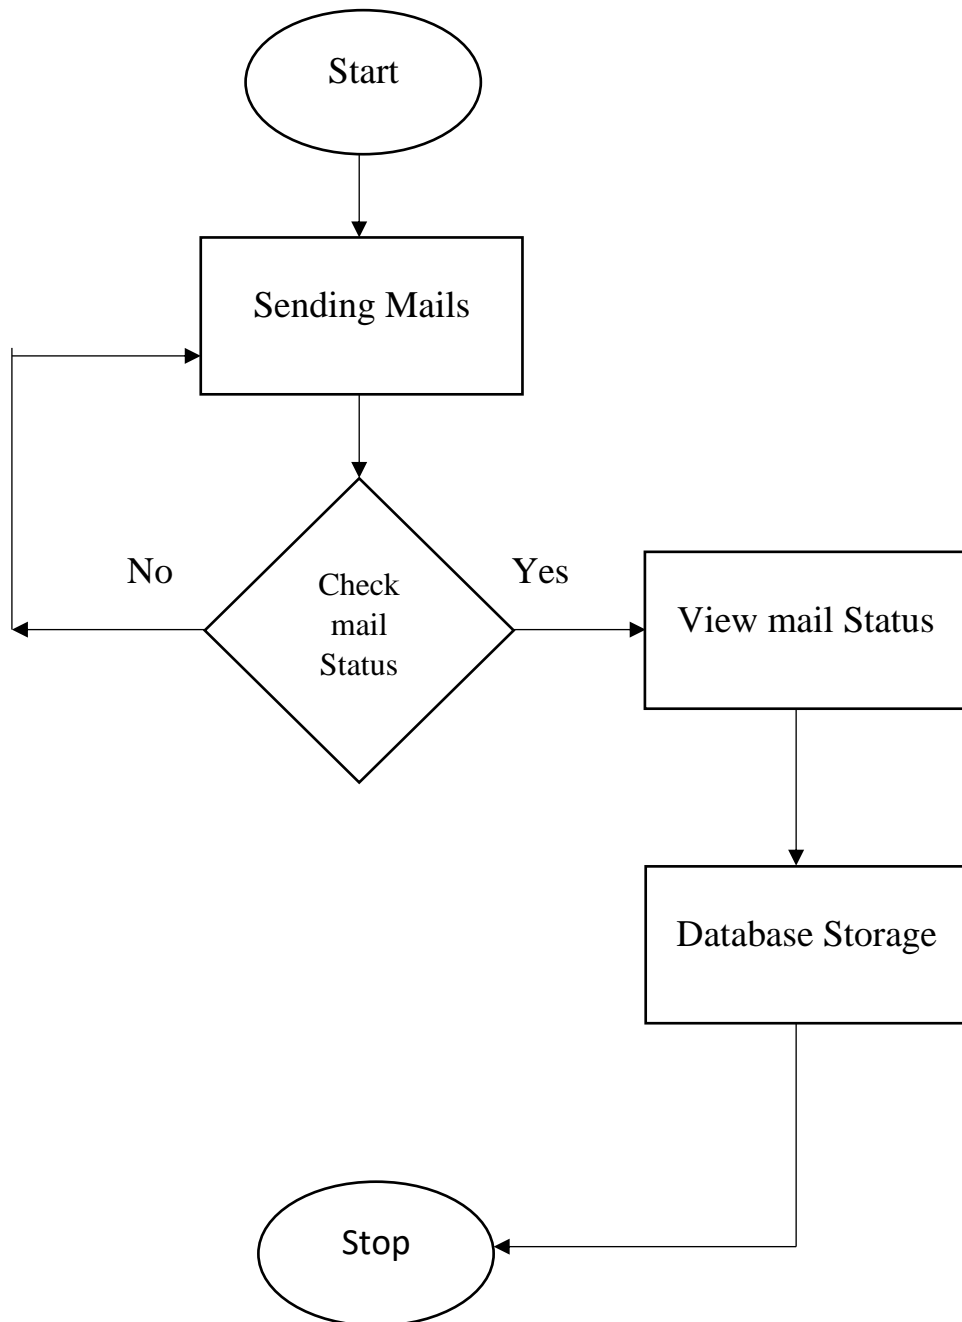 Start
Sending Mails
No
Yes
Check
mail
Status
View mail Status
Database Storage
Stop